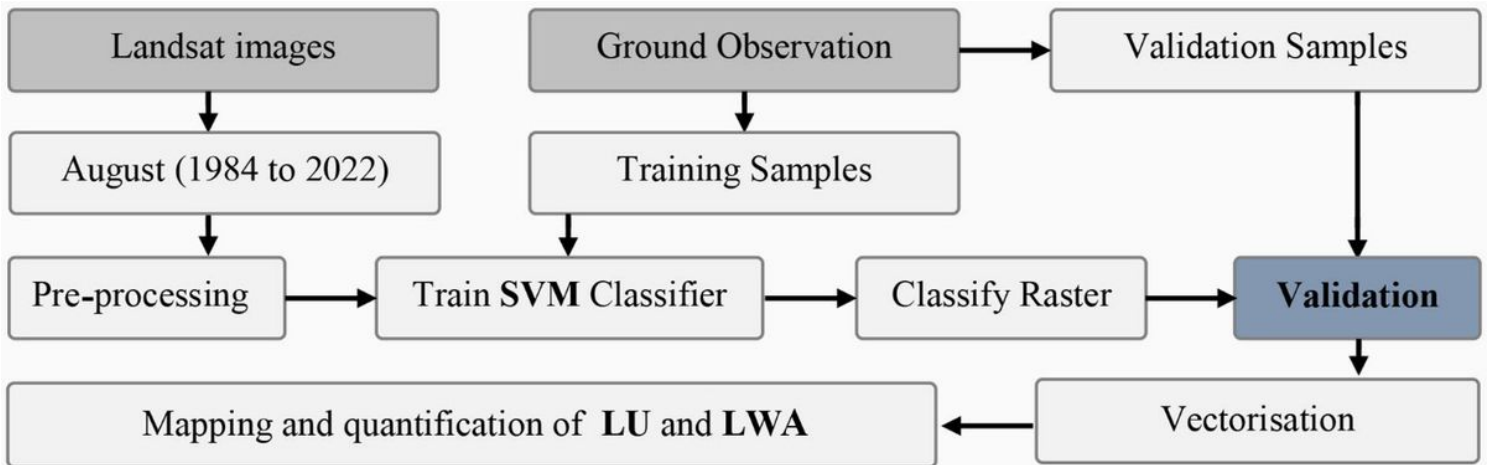 Landsat images
Ground Observation
Validation Samples
August (1984 to 2022)
Training Samples
Pre-processing
Train SVM Classifier
Classify Raster
Validation
Mapping and quantification of LU and LWA
Vectorisation